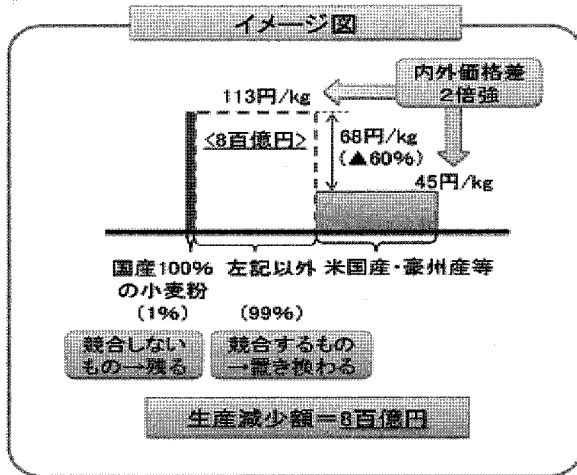 イメージ図
内外価格差
2倍強
113円/kg
<8百億円>
68円/kg
(▲60%)
45円/kg
国産100%
の小麦粉
(1%)
左記以外
(99%)
米国産・豪州産等
競合しない
もの→残る
競合するもの
→置き換わる
生産減少額=8百億円